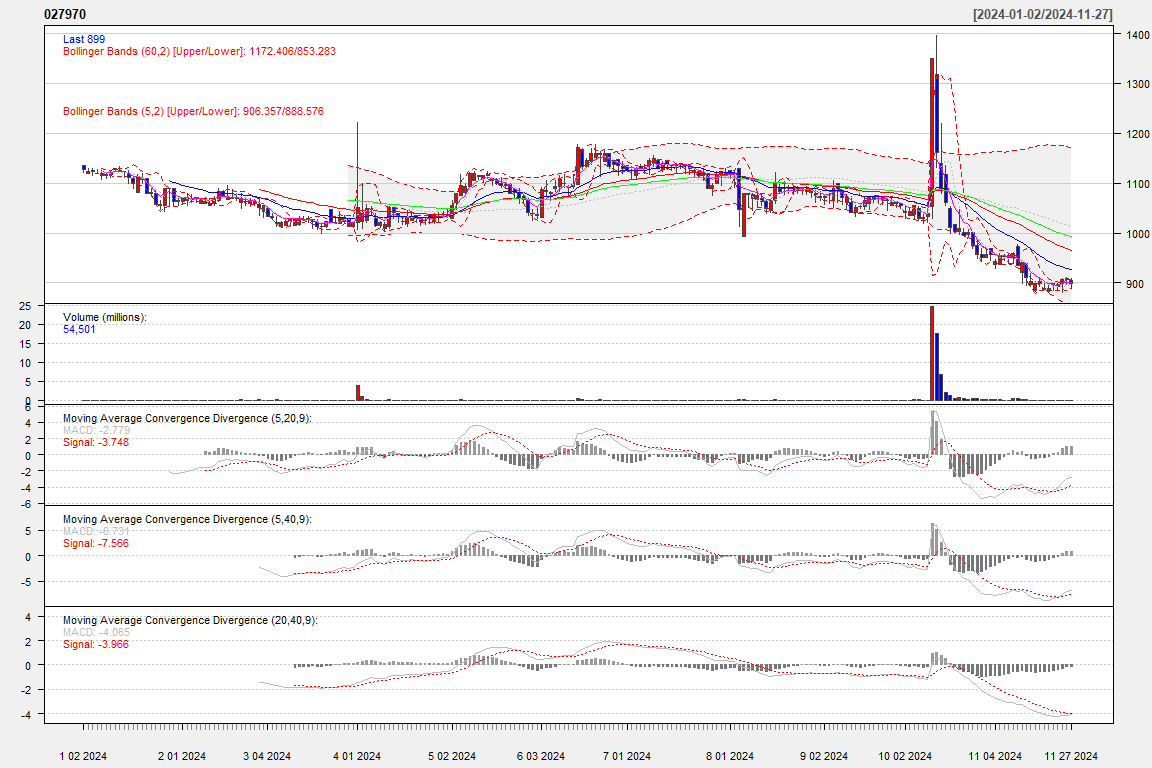 027970 [2024-01-02/2024-11-27]
Last 899
Bollinger Bands (60,2) [Upper/Lower]: 1172.406/853.283
Bollinger Bands (5,2) [Upper/Lower]: 906.357/888.576
1400
1300
1200
1100
1000
900
Volume (millions):
54,501
25
20
15
10
5
0
Moving Average Convergence Divergence (5,20,9):
MACD: -2.779
Signal: -3.748
6
4
2
0
-2
-4
-6
Moving Average Convergence Divergence (5,40,9):
MACD: -6.731
Signal: -7.566
5
0
-5
Moving Average Convergence Divergence (20,40,9):
MACD: -4.065
Signal: -3.966
4
2
0
-2
-4
1 02 2024 2 01 2024 3 04 2024 4 01 2024 5 02 2024 6 03 2024 7 01 2024 8 01 2024 9 02 2024 10 02 2024 11 04 2024 11 27 2024